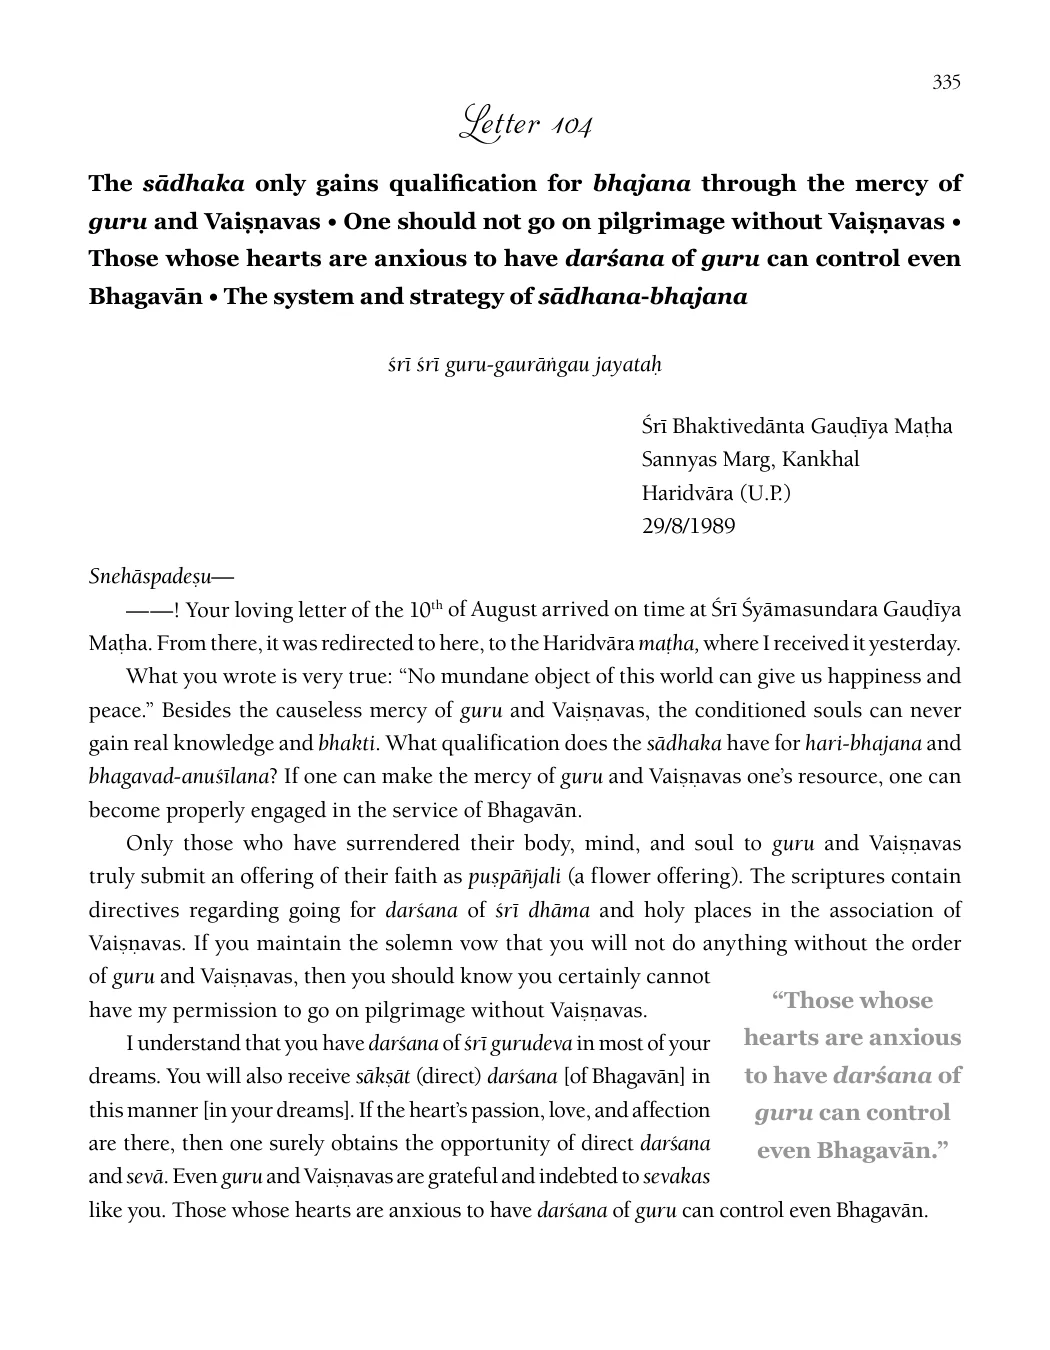 335
Letter 104
The sādhaka only gains qualification for bhajana through the mercy of
guru and Vaiṣṇavas • One should not go on pilgrimage without Vaiṣṇavas •
Those whose hearts are anxious to have darśana of guru can control even
Bhagavān • The system and strategy of sādhana-bhajana
śrī śrī guru-gaurāṅgau jayataḥ
Śrī Bhaktivedānta Gauḍīya Maṭha
Sannyas Marg, Kankhal
Haridvāra (U.P.)
29/8/1989
Snehāspadeṣu—
——! Your loving letter of the 10th of August arrived on time at Śrī Śyāmasundara Gauḍīya
Maṭha. From there, it was redirected to here, to the Haridvāra maṭha, where I received it yesterday.
What you wrote is very true: “No mundane object of this world can give us happiness and
peace.” Besides the causeless mercy of guru and Vaiṣṇavas, the conditioned souls can never
gain real knowledge and bhakti. What qualification does the sādhaka have for hari-bhajana and
bhagavad-anuśīlana? If one can make the mercy of guru and Vaiṣṇavas one’s resource, one can
become properly engaged in the service of Bhagavān.
Only those who have surrendered their body, mind, and soul to guru and Vaiṣṇavas
truly submit an offering of their faith as puṣpāñjali (a flower offering). The scriptures contain
directives regarding going for darśana of śrī dhāma and holy places in the association of
Vaiṣṇavas. If you maintain the solemn vow that you will not do anything without the order
of guru and Vaiṣṇavas, then you should know you certainly cannot
have my permission to go on pilgrimage without Vaiṣṇavas.
I understand that you have darśana of śrī gurudeva in most of your
dreams. You will also receive sākṣāt (direct) darśana [of Bhagavān] in
this manner [in your dreams]. If the heart’s passion, love, and affection
are there, then one surely obtains the opportunity of direct darśana
and sevā. Even guru and Vaiṣṇavas are grateful and indebted to sevakas
like you. Those whose hearts are anxious to have darśana of guru can control even Bhagavān.
“Those whose
hearts are anxious
to have darśana of
guru can control
even Bhagavān.”